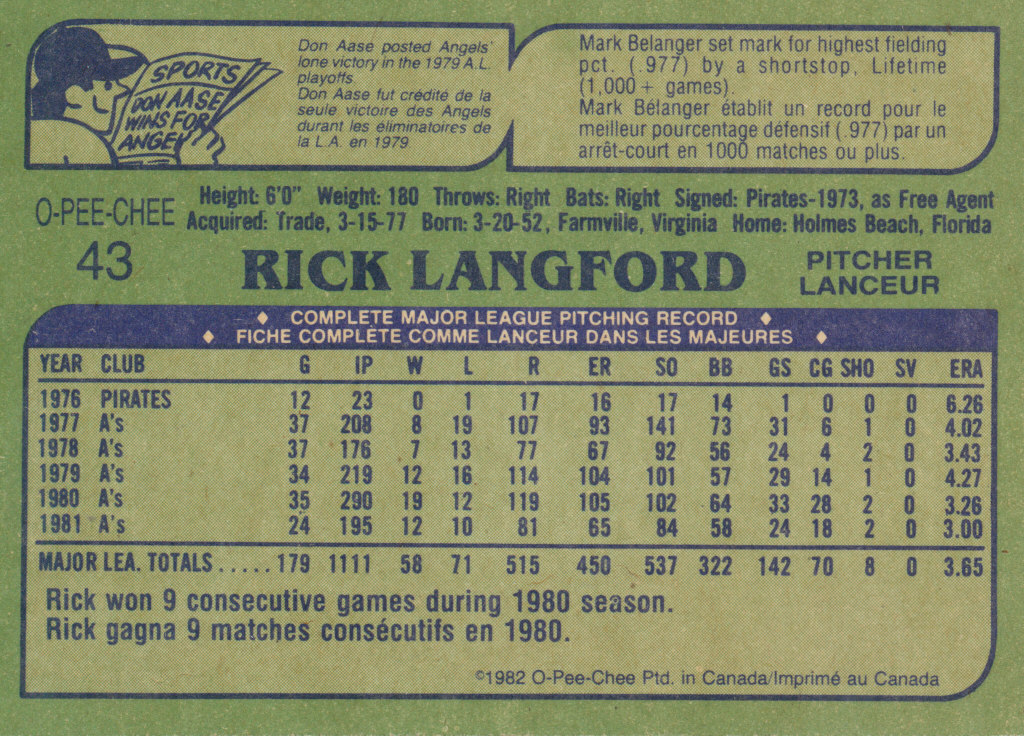 SPORTS
DON AASE
WINS FOR
ANGEL
Don Aase posted Angels'
lone victory in the 1979 A.L.
playoffs.
Don Aase fut crédité de la
seule victoire des Angels
durant les éliminatoires de
la L.A. en 1979
Mark Belanger set mark for highest fielding
pct. (.977) by a shortstop, Lifetime
(1,000 + games).
Mark Bélanger établit un record pour le
meilleur pourcentage défensif (.977) par un
arrêt-court en 1000 matches ou plus.
O-PEE-CHEE
43
Height: 6'0" Weight: 180 Throws: Right Bats: Right Signed: Pirates-1973, as Free Agent
Acquired: Trade, 3-15-77 Born: 3-20-52, Farmville, Virginia Home: Holmes Beach, Florida
RICK LANGFORD
PITCHER
LANCEUR
♦ COMPLETE MAJOR LEAGUE PITCHING RECORD ♦
♦ FICHE COMPLÈTE COMME LANCEUR DANS LES MAJEURES ♦
YEAR CLUB G IP W L R ER SO BB GS CG SHO SV ERA
1976 PIRATES 12 23 0 1 17 16 17 14 1 0 0 0 6.26
1977 A's 37 208 8 19 107 93 141 73 31 6 1 0 4.02
1978 A's 37 176 7 13 77 67 92 56 24 4 2 0 3.43
1979 A's 34 219 12 16 114 104 101 57 29 14 1 0 4.27
1980 A's 35 290 19 12 119 105 102 64 33 28 2 0 3.26
1981 A's 24 195 12 10 81 65 84 58 24 18 2 0 3.00
MAJOR LEA. TOTALS.....179 1111 58 71 515 450 537 322 142 70 8 0 3.65
Rick won 9 consecutive games during 1980 season.
Rick gagna 9 matches consécutifs en 1980.
©1982 O-Pee-Chee Ptd. in Canada/Imprimé au Canada